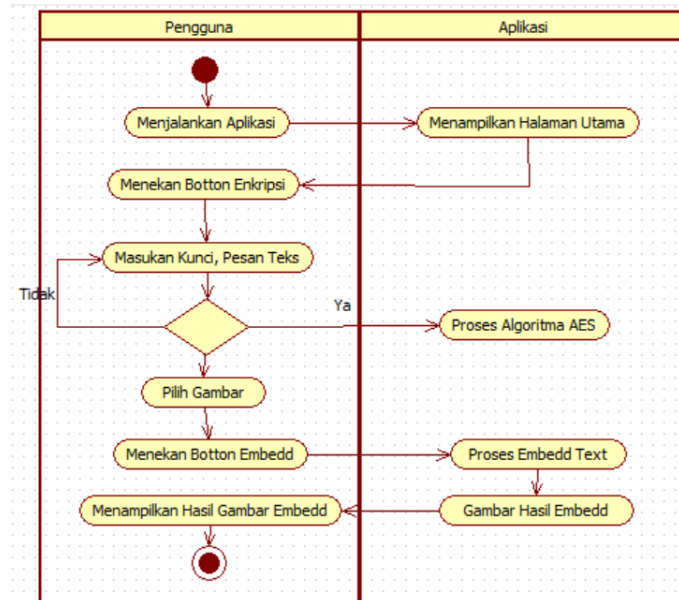 Pengguna
Aplikasi
Menjalankan Aplikasi
Menampilkan Halaman Utama
Menekan Botton Enkripsi
Masukan Kunci, Pesan Teks
Tidak
Ya
Proses Algoritma AES
Pilih Gambar
Menekan Botton Embedd
Proses Embedd Text
Menampilkan Hasil Gambar Embedd
Gambar Hasil Embedd